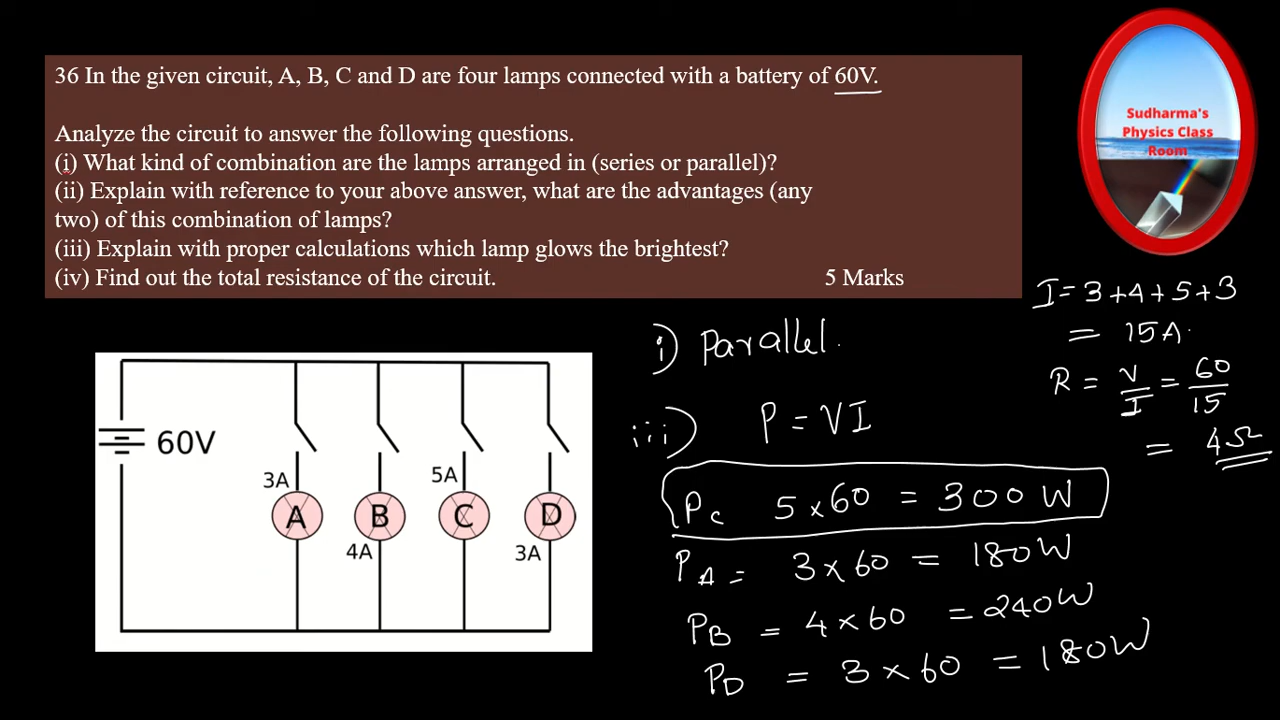 36 In the given circuit, A, B, C and D are four lamps connected with a battery of 60V.
Analyze the circuit to answer the following questions.
(i) What kind of combination are the lamps arranged in (series or parallel)?
(ii) Explain with reference to your above answer, what are the advantages (any
two) of this combination of lamps?
(iii) Explain with proper calculations which lamp glows the brightest?
(iv) Find out the total resistance of the circuit. 5 Marks
Sudharma's
Physics Class
Room
I = 3+4+5+3
= 15A.
R = V/I = 60/15
= 4Ω
i) Parallel.
iii) P = VI
Pc 5 x 60 = 300 W
PA = 3 x 60 = 180W
PB = 4 x 60 = 240W
PD = 3 x 60 = 180W
60V
3A
5A
A B C D
4A
3A